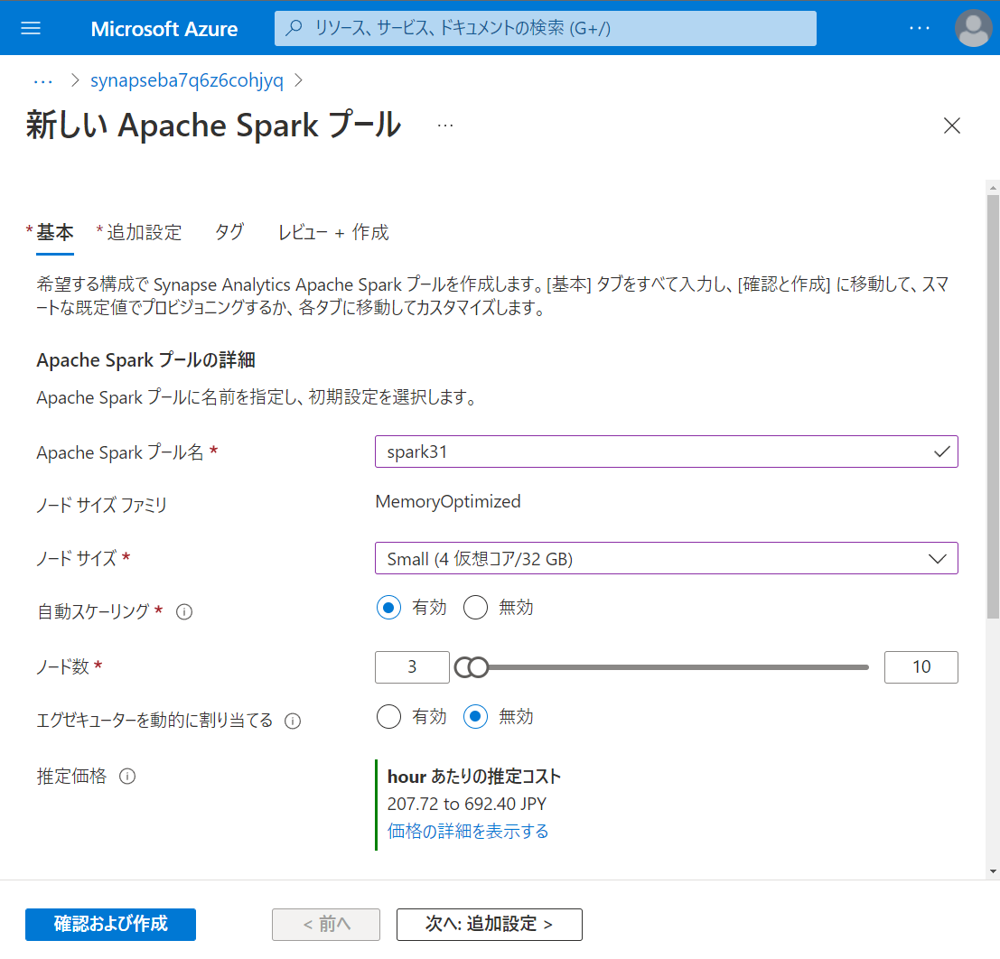 Microsoft Azure
リソース、サービス、ドキュメントの検索 (G+/)
synapseba7q6z6cohjyq
新しい Apache Spark プール
*基本 *追加設定 タグ レビュー + 作成
希望する構成で Synapse Analytics Apache Spark プールを作成します。[基本] タブをすべて入力し、[確認と作成] に移動して、スマ
ートな既定値でプロビジョニングするか、各タブに移動してカスタマイズします。
Apache Spark プールの詳細
Apache Spark プールに名前を指定し、初期設定を選択します。
Apache Spark プール名 * spark31
ノード サイズ ファミリ MemoryOptimized
ノード サイズ * Small (4 仮想コア/32 GB)
自動スケーリング * 有効 無効
ノード数 * 3 10
エグゼキューターを動的に割り当てる 有効 無効
推定価格 hour あたりの推定コスト
207.72 to 692.40 JPY
価格の詳細を表示する
確認および作成 < 前へ 次へ: 追加設定 >